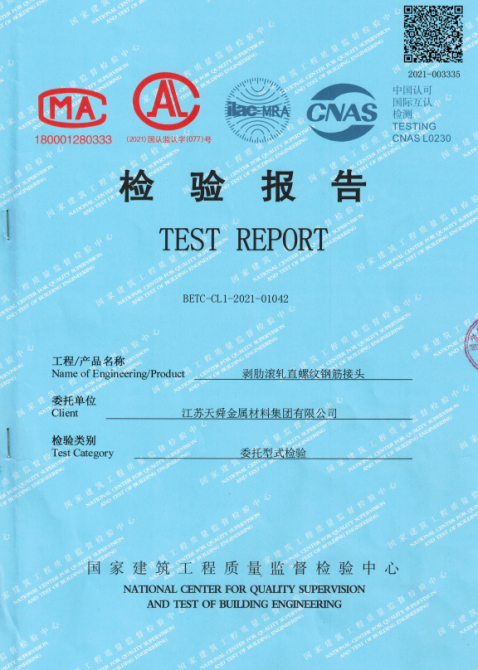 2021-003335
MA
180001280333
CAL
(2021)国认监认字(077)号
ilac-MRA
CNAS
中国认可
国际互认
检测
TESTING
CNAS L0230
检验报告
TEST REPORT
BETC-CL1-2021-01042
工程/产品名称
Name of Engineering/Product
剥肋滚轧直螺纹钢筋接头
委托单位
Client
江苏天舜金属材料集团有限公司
检验类别
Test Category
委托型式检验
国家建筑工程质量监督检验中心
NATIONAL CENTER FOR QUALITY SUPERVISION
AND TEST OF BUILDING ENGINEERING